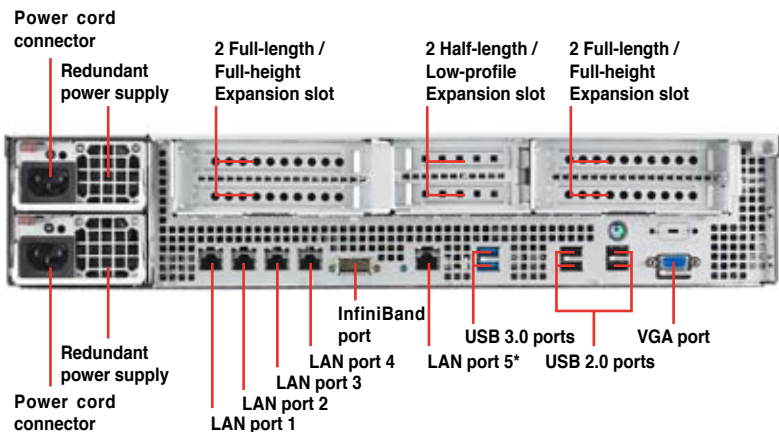 Power cord
connector
Redundant
power supply
2 Full-length /
Full-height
Expansion slot
2 Half-length /
Low-profile
Expansion slot
2 Full-length /
Full-height
Expansion slot
InfiniBand
port
USB 3.0 ports
VGA port
LAN port 4
LAN port 5*
USB 2.0 ports
LAN port 3
LAN port 2
LAN port 1
Redundant
power supply
Power cord
connector